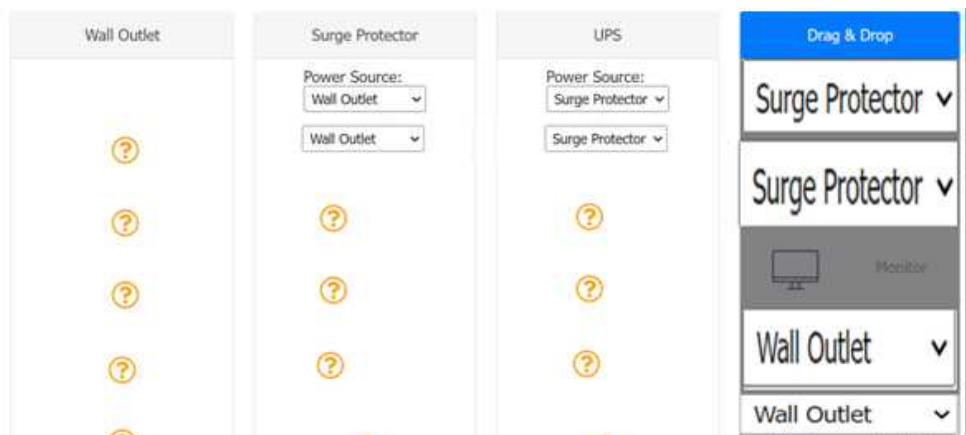 Wall Outlet
Surge Protector
UPS
Drag & Drop
Power Source:
Wall Outlet
Wall Outlet
?
?
?
?
?
?
?
Power Source:
Surge Protector
Surge Protector
?
?
?
Surge Protector
Surge Protector
Monitor
Wall Outlet
Wall Outlet